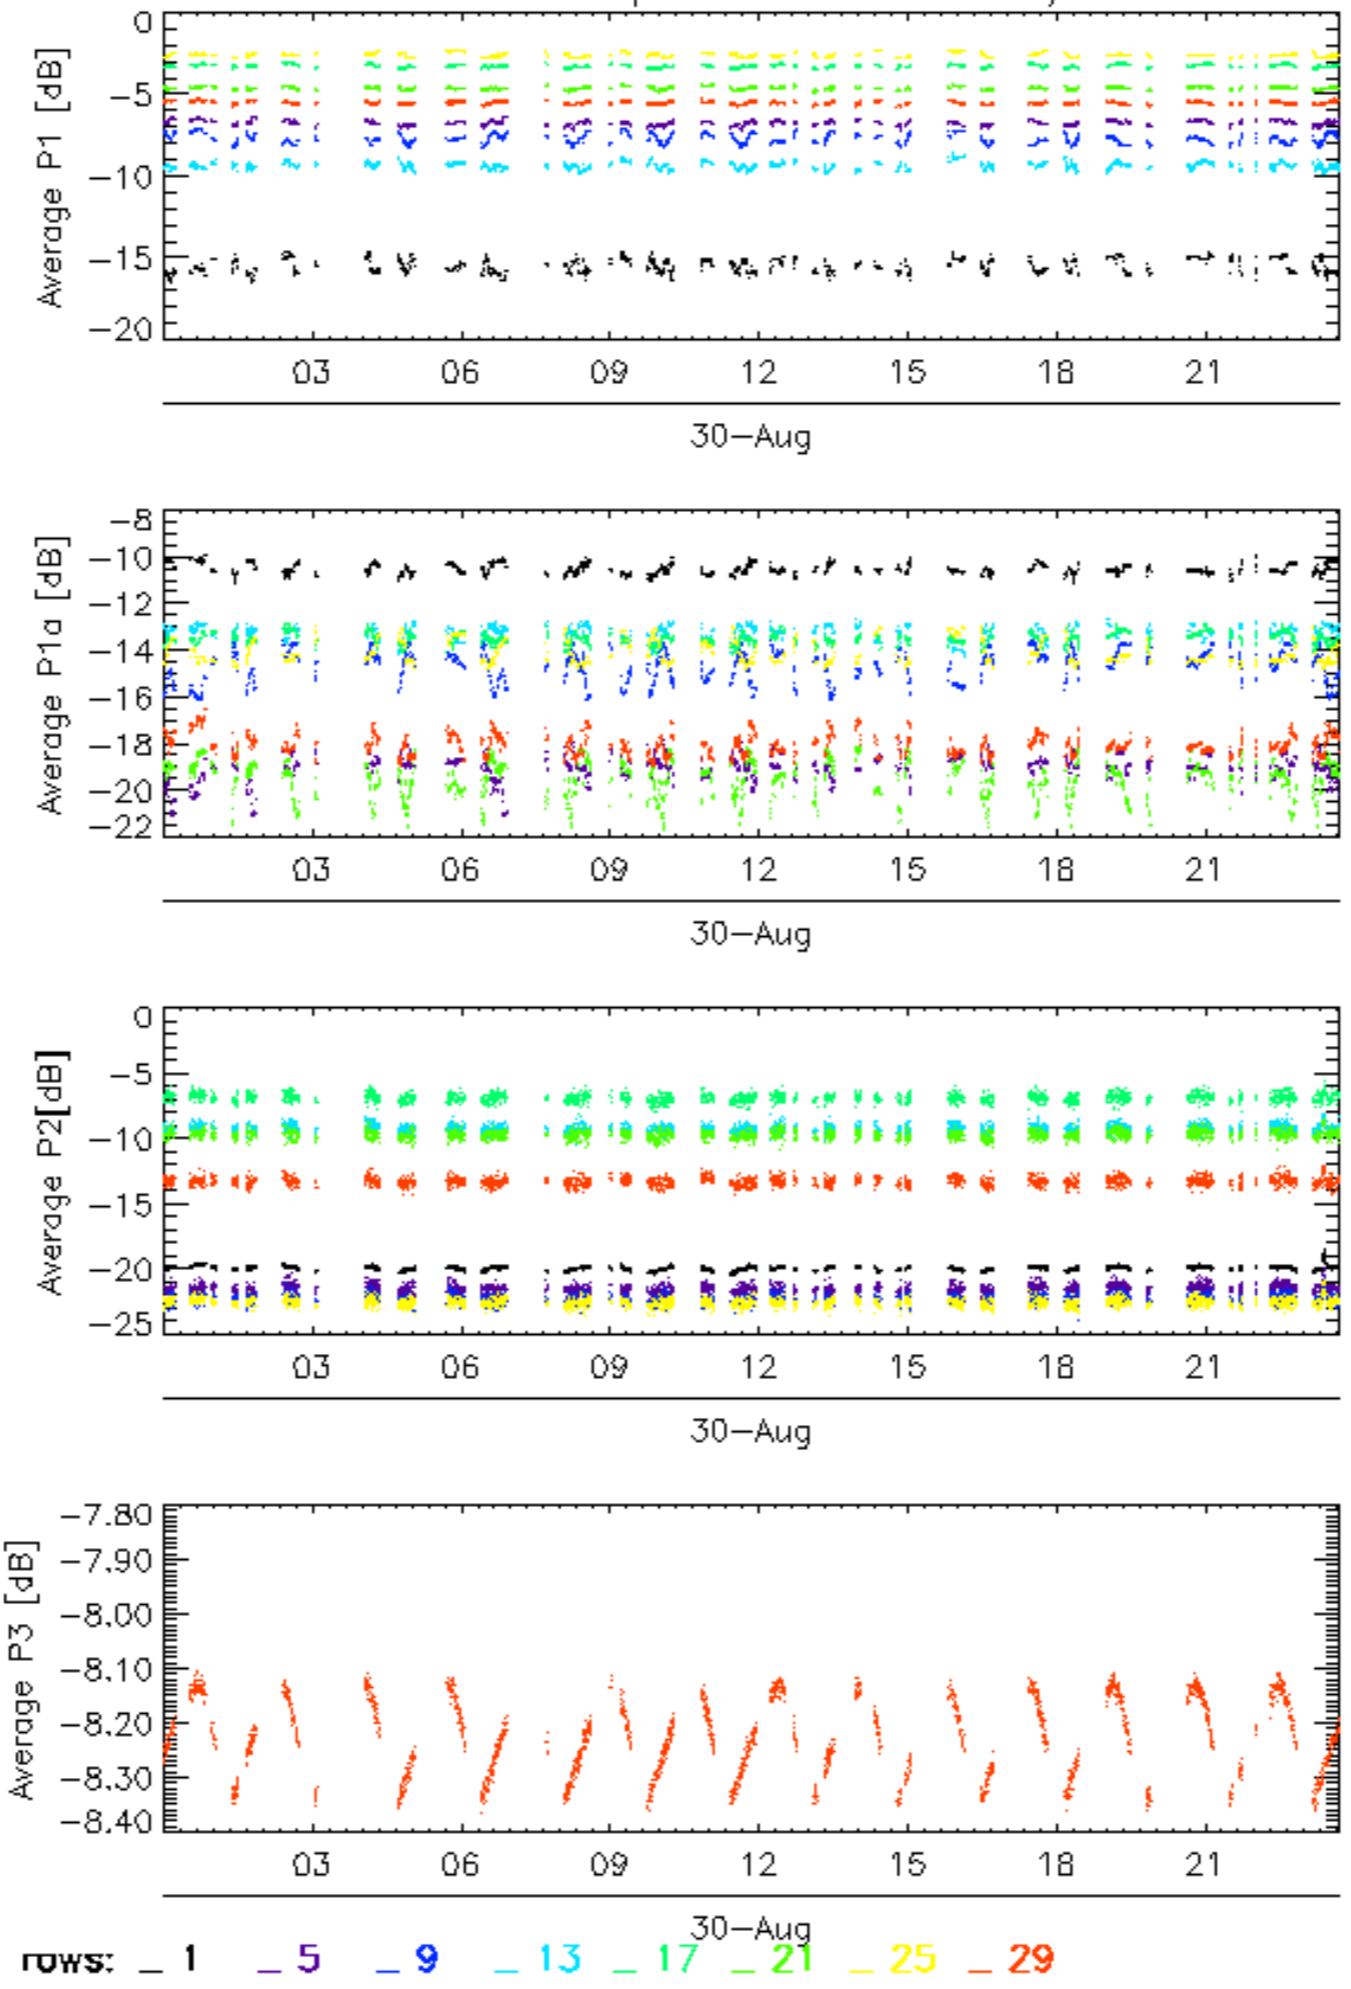 Average P1 [dB]
0
−5
−10
−15
−20
03 06 09 12 15 18 21
30−Aug
Average P1a [dB]
−8
−10
−12
−14
−16
−18
−20
−22
03 06 09 12 15 18 21
30−Aug
Average P2[dB]
0
−5
−10
−15
−20
−25
03 06 09 12 15 18 21
30−Aug
Average P3 [dB]
−7.80
−7.90
−8.00
−8.10
−8.20
−8.30
−8.40
03 06 09 12 15 18 21
30−Aug
rows: _ 1 _ 5 _ 9 _ 13 _ 17 _ 21 _ 25 _ 29